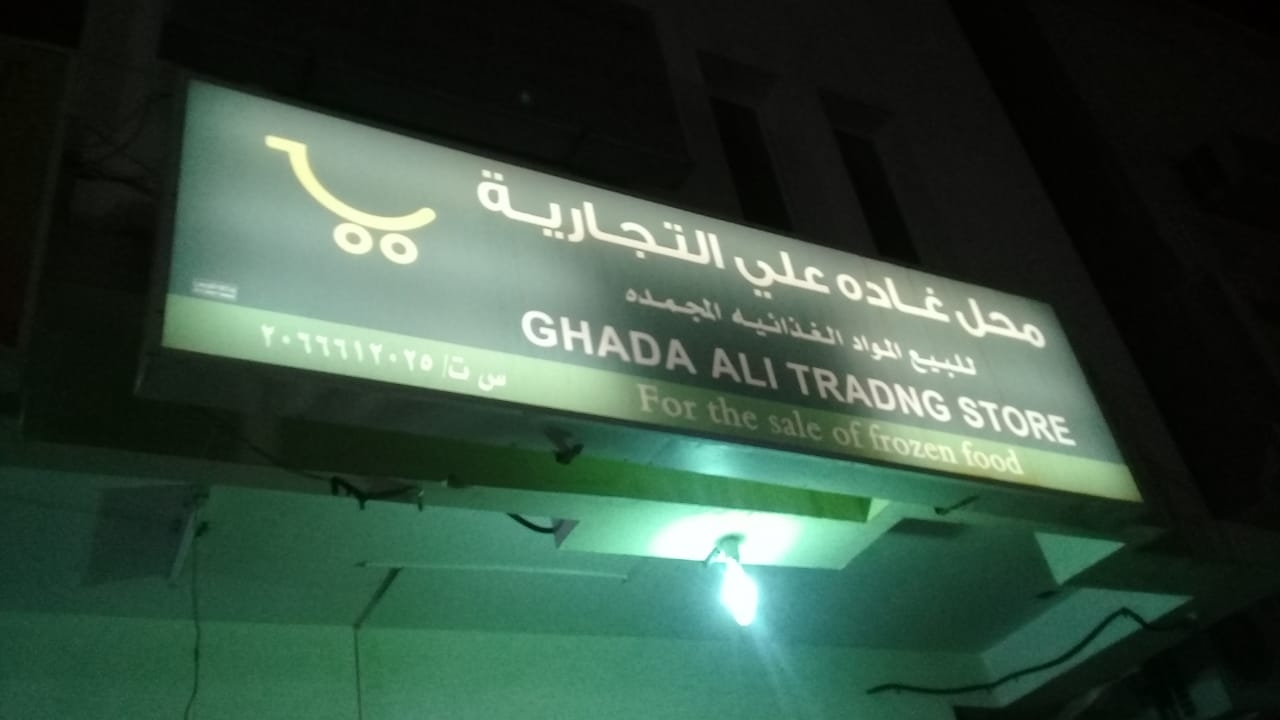 محل غاده علي التجارية
للبيع المواد الغذائيه المجمده
GHADA ALI TRADNG STORE
For the sale of frozen food
س ت/ ٢٠٦٦٦١٢٠٢٥